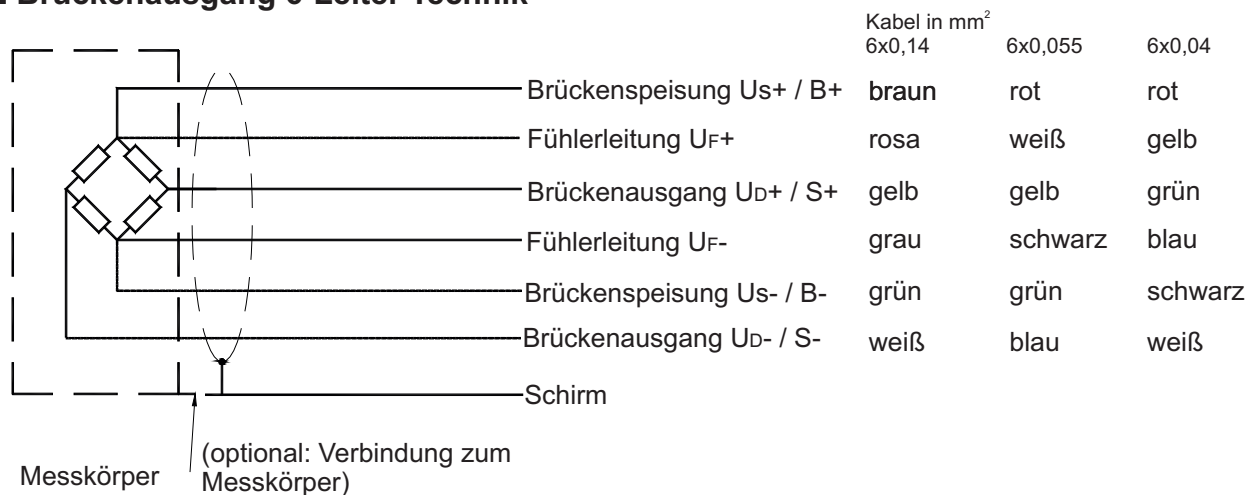 Brückenausgang 6-Leiter-Technik
Kabel in mm²
6x0,14 6x0,055 6x0,04
Brückenspeisung Us+ / B+ braun rot rot
Fühlerleitung UF+ rosa weiß gelb
Brückenausgang UD+ / S+ gelb gelb grün
Fühlerleitung UF- grau schwarz blau
Brückenspeisung Us- / B- grün grün schwarz
Brückenausgang UD- / S- weiß blau weiß
Schirm
(optional: Verbindung zum
Messkörper Messkörper)